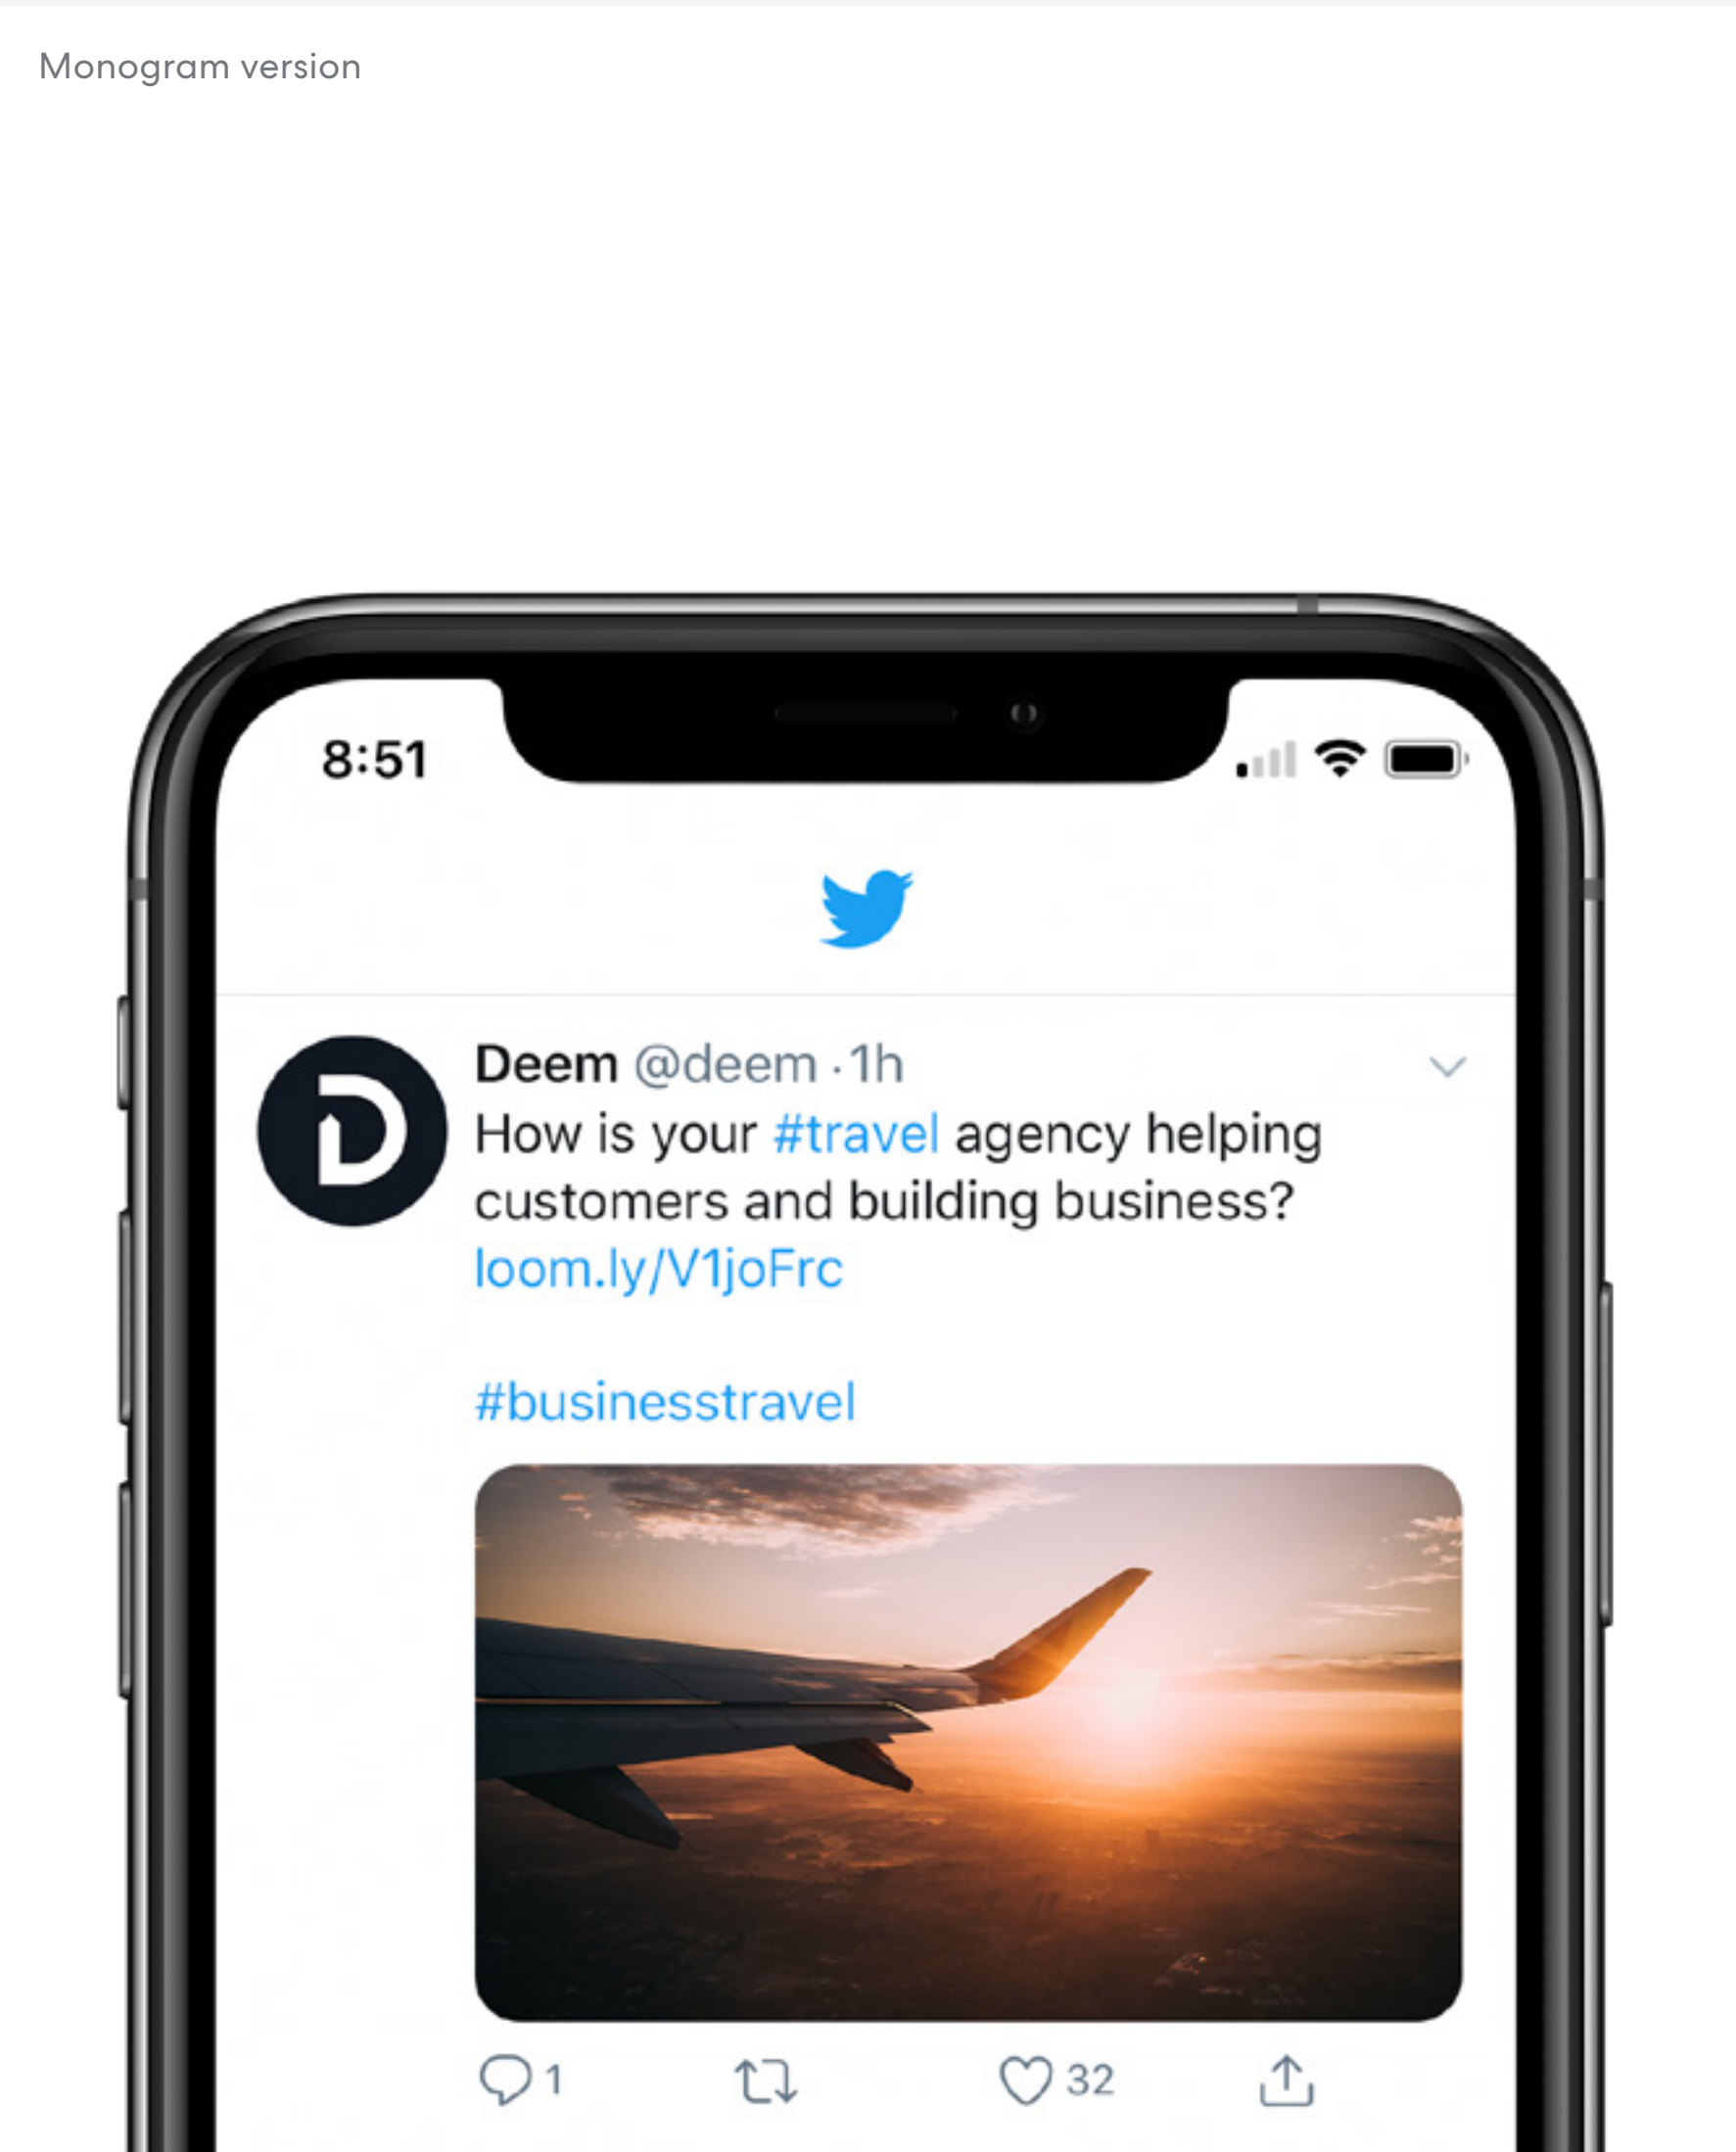 Monogram version
8:51
D
Deem @deem · 1h
How is your #travel agency helping
customers and building business?
loom.ly/V1joFrc
#businesstravel
1
32